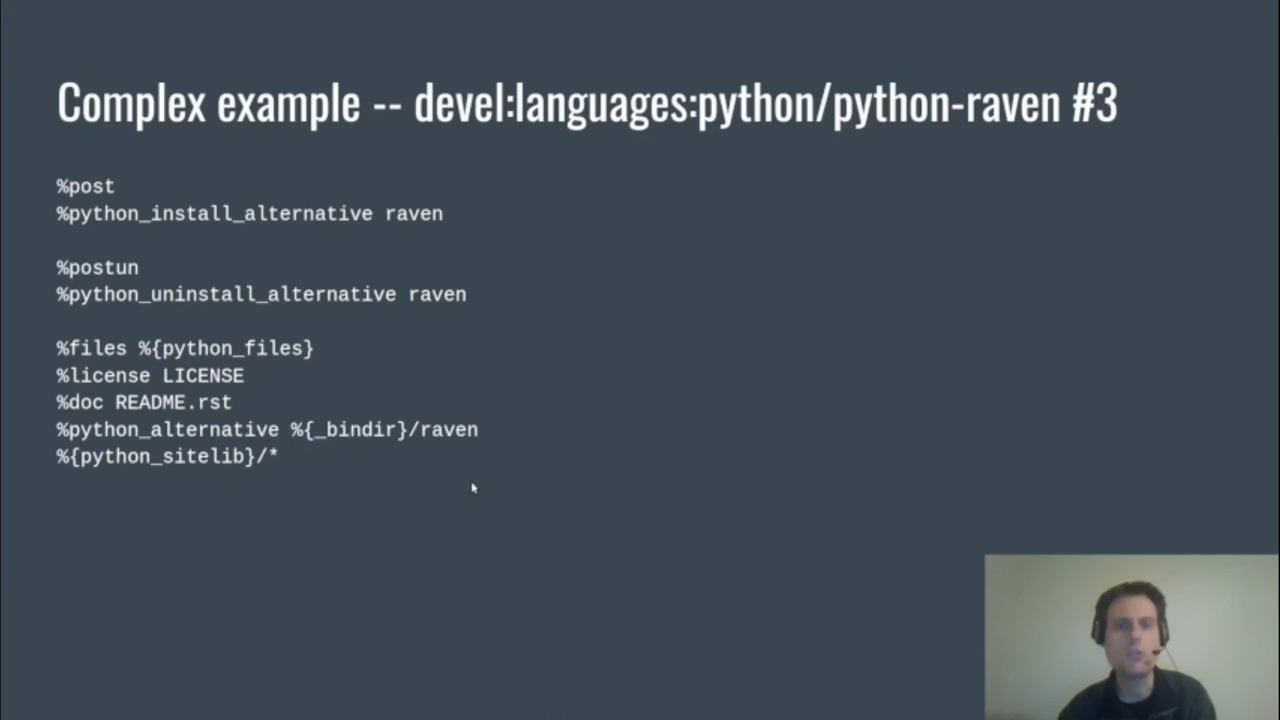 Complex example -- devel:languages:python/python-raven #3
%post
%python_install_alternative raven
%postun
%python_uninstall_alternative raven
%files %{python_files}
%license LICENSE
%doc README.rst
%python_alternative %{_bindir}/raven
%{python_sitelib}/*